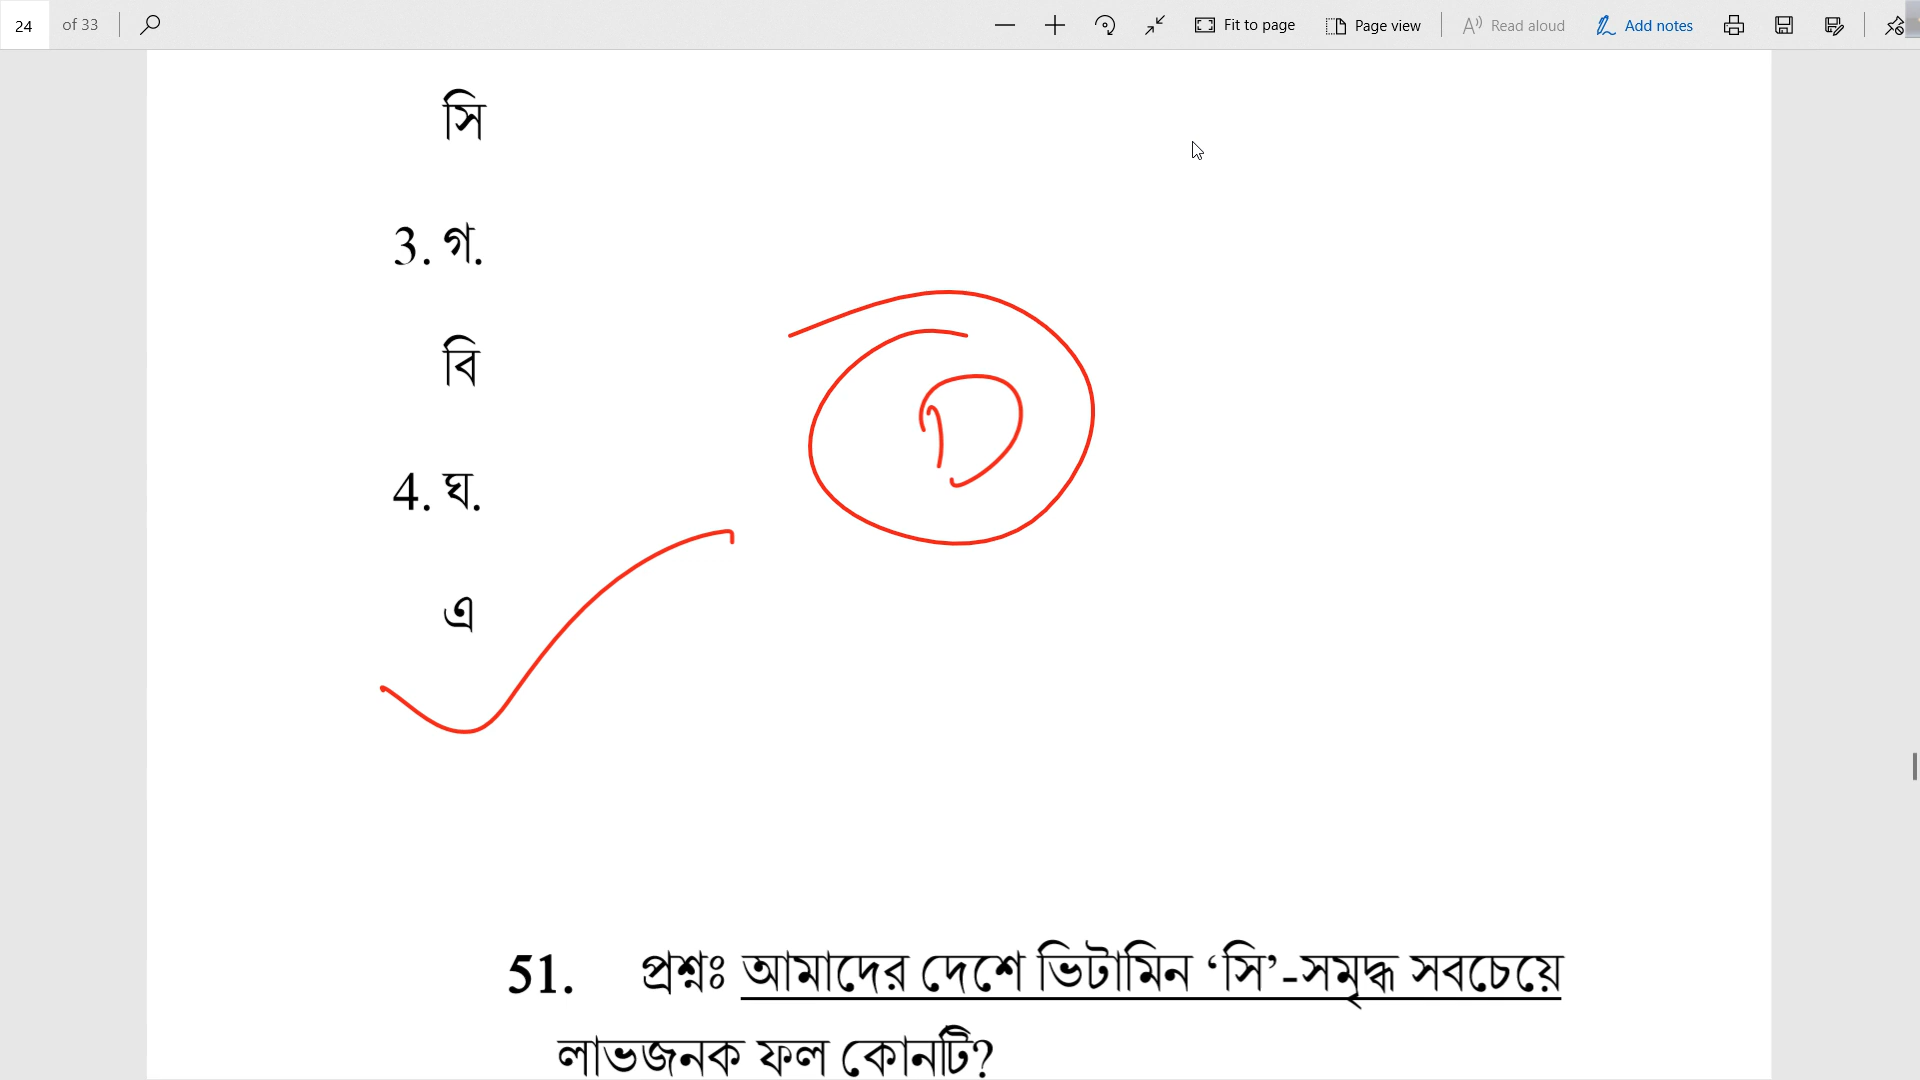 24 of 33 Fit to page Page view Read aloud Add notes
সি
3. গ.
বি
D
4. ঘ.
এ
51. প্রশ্নঃ আমাদের দেশে ভিটামিন ‘সি’-সমৃদ্ধ সবচেয়ে
লাভজনক ফল কোনটি?